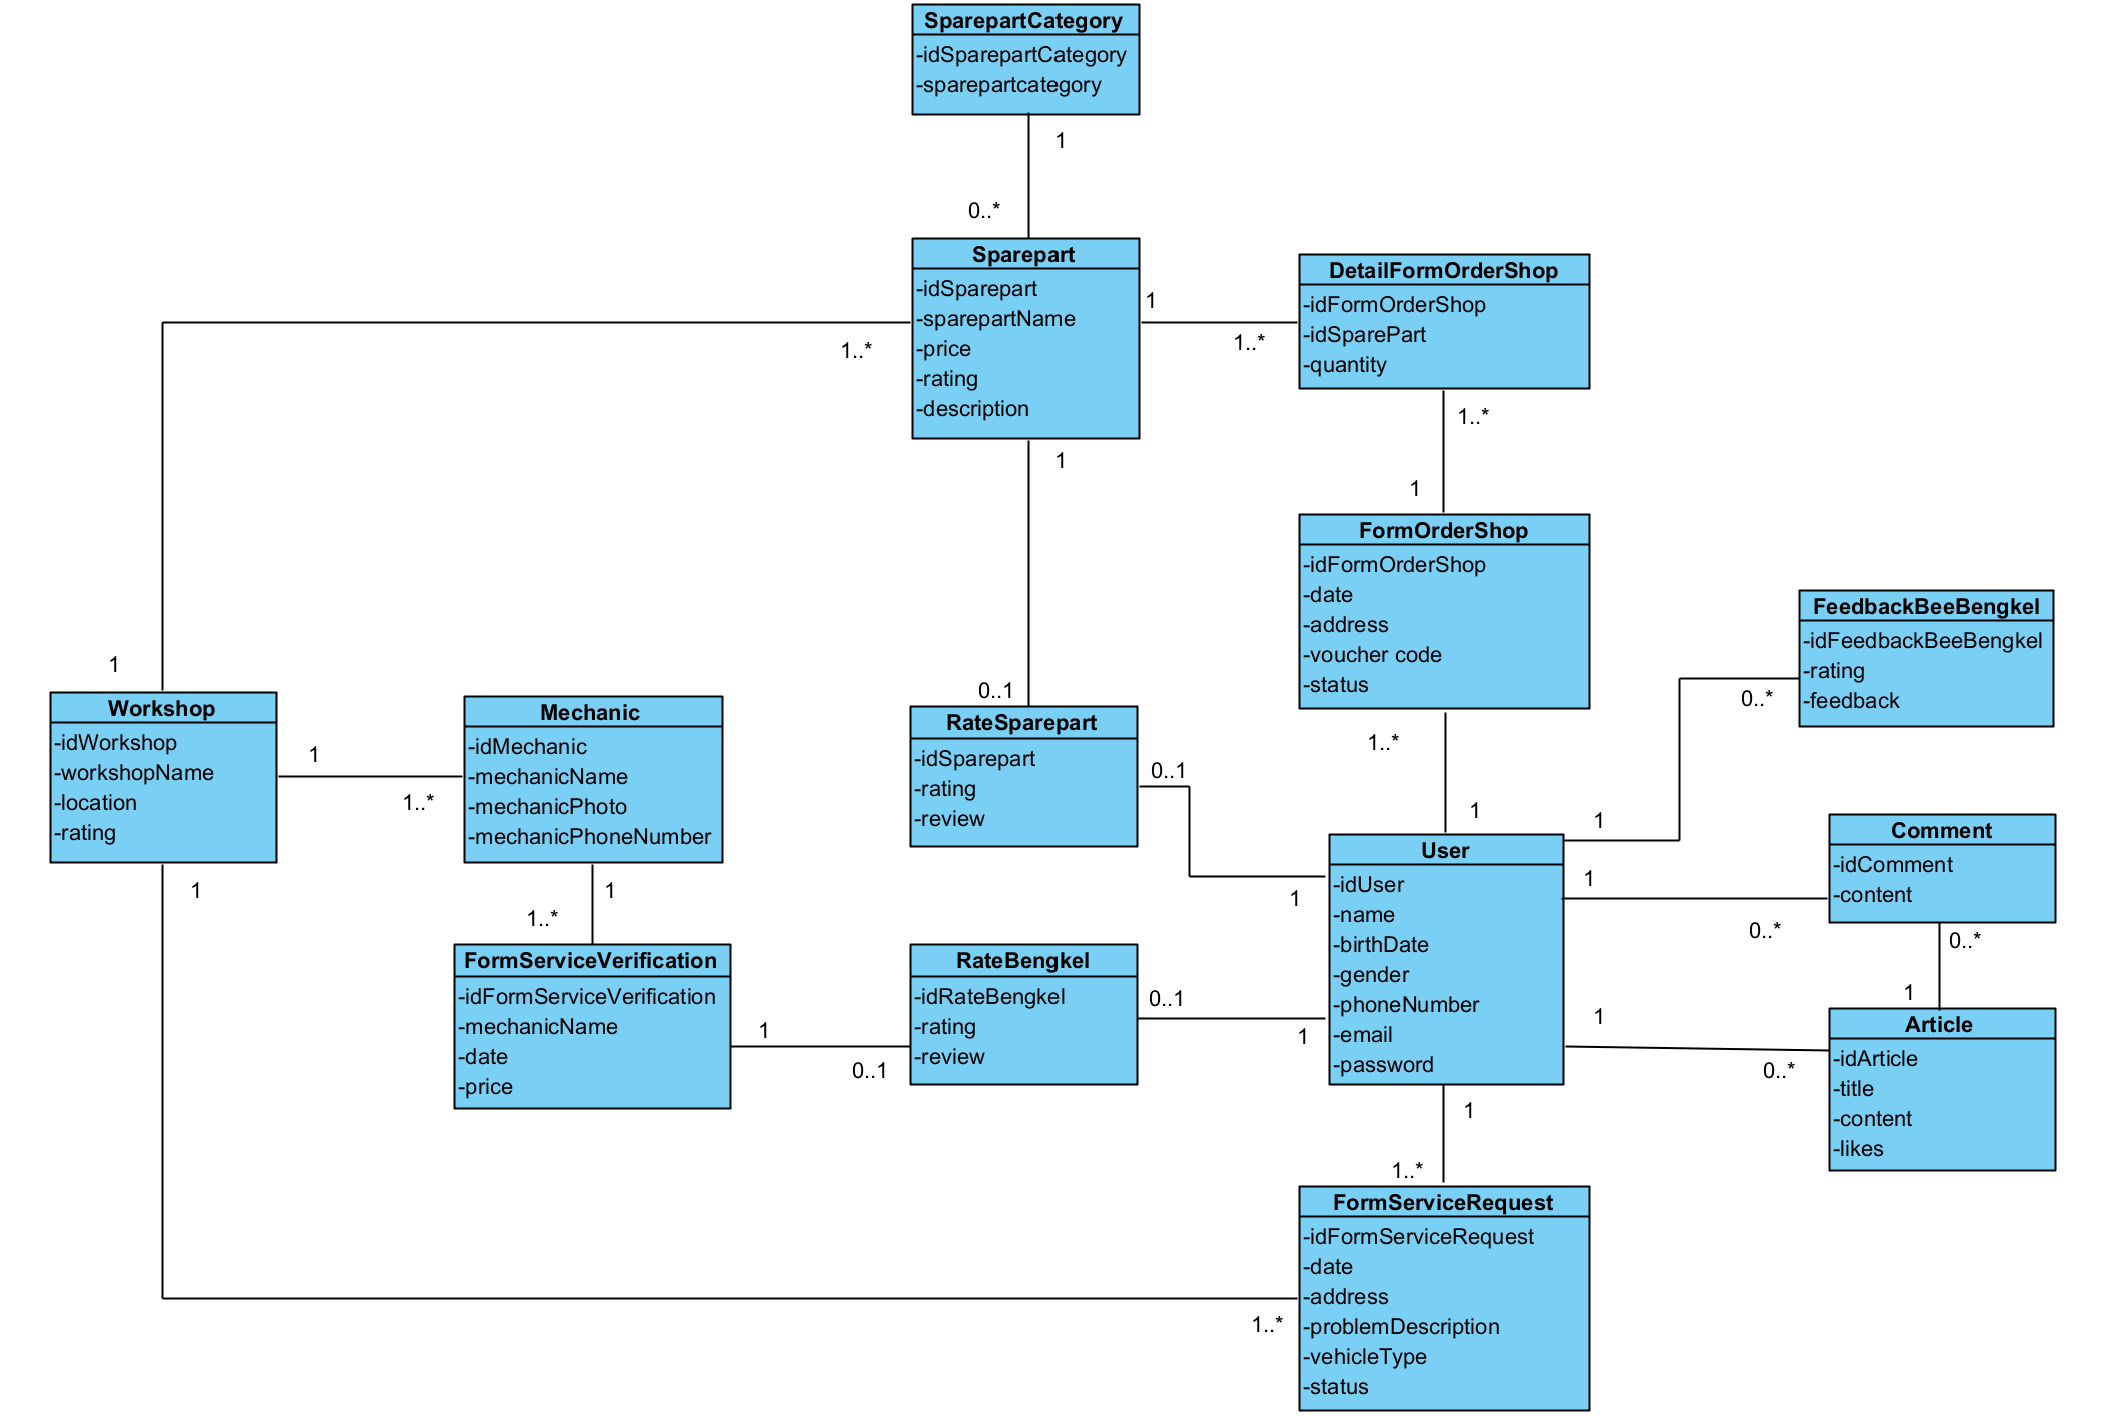 SparepartCategory
-idSparepartCategory
-sparepartcategory
1
0..*
Sparepart
-idSparepart
-sparepartName
-price
-rating
-description
1
1..*
1..*
1
DetailFormOrderShop
-idFormOrderShop
-idSparePart
-quantity
1..*
1
FormOrderShop
-idFormOrderShop
-date
-address
-voucher code
-status
1..*
1
FeedbackBeeBengkel
-idFeedbackBeeBengkel
-rating
-feedback
0..*
1
1
Workshop
-idWorkshop
-workshopName
-location
-rating
1
1..*
1
Mechanic
-idMechanic
-mechanicName
-mechanicPhoto
-mechanicPhoneNumber
1
1..*
0..1
RateSparepart
-idSparepart
-rating
-review
0..1
1
User
-idUser
-name
-birthDate
-gender
-phoneNumber
-email
-password
1
0..*
Comment
-idComment
-content
0..*
1
FormServiceVerification
-idFormServiceVerification
-mechanicName
-date
-price
1
0..1
RateBengkel
-idRateBengkel
-rating
-review
0..1
1
1
0..*
Article
-idArticle
-title
-content
-likes
1
1..*
FormServiceRequest
-idFormServiceRequest
-date
-address
-problemDescription
-vehicleType
-status
1..*